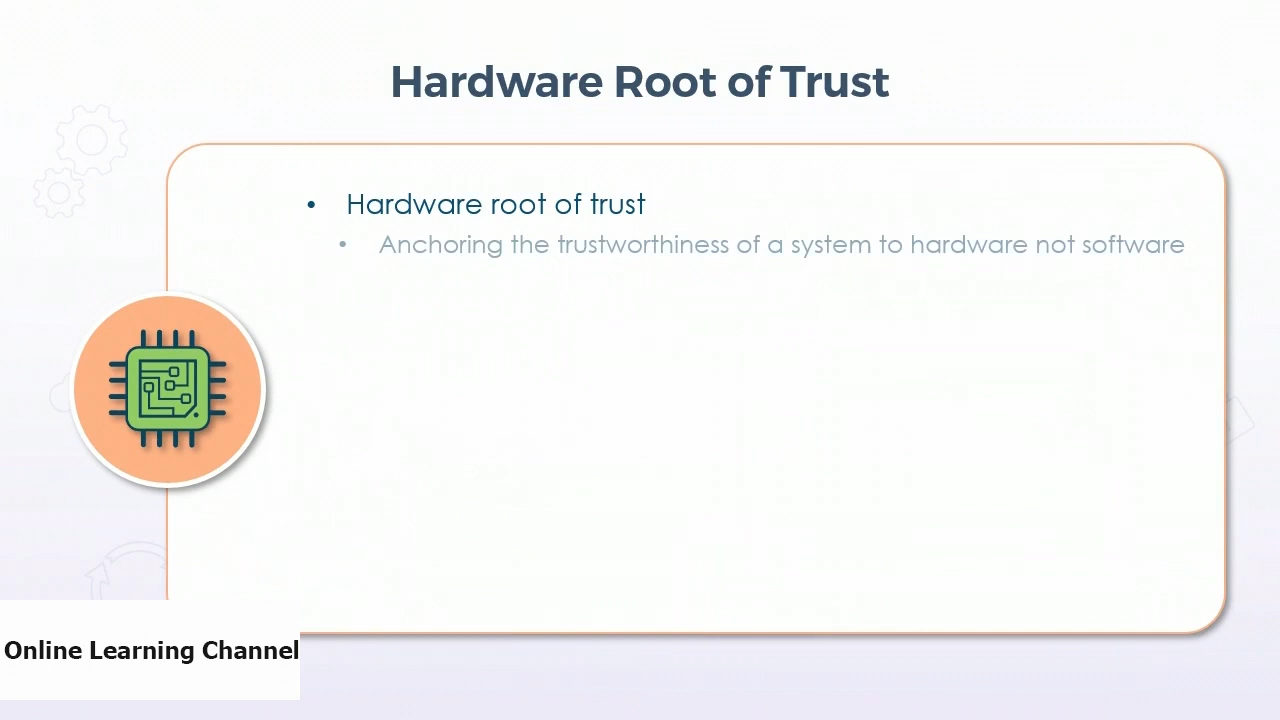 Hardware Root of Trust
• Hardware root of trust
• Anchoring the trustworthiness of a system to hardware not software
Online Learning Channel